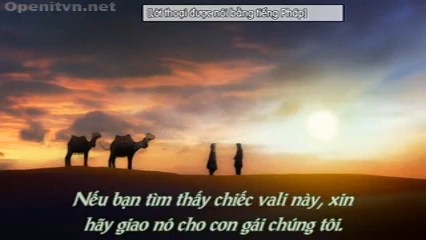 Openitvn.net
[Lời thoại được nói bằng tiếng Pháp]
Nếu bạn tìm thấy chiếc vali này, xin
hãy giao nó cho con gái chúng tôi.